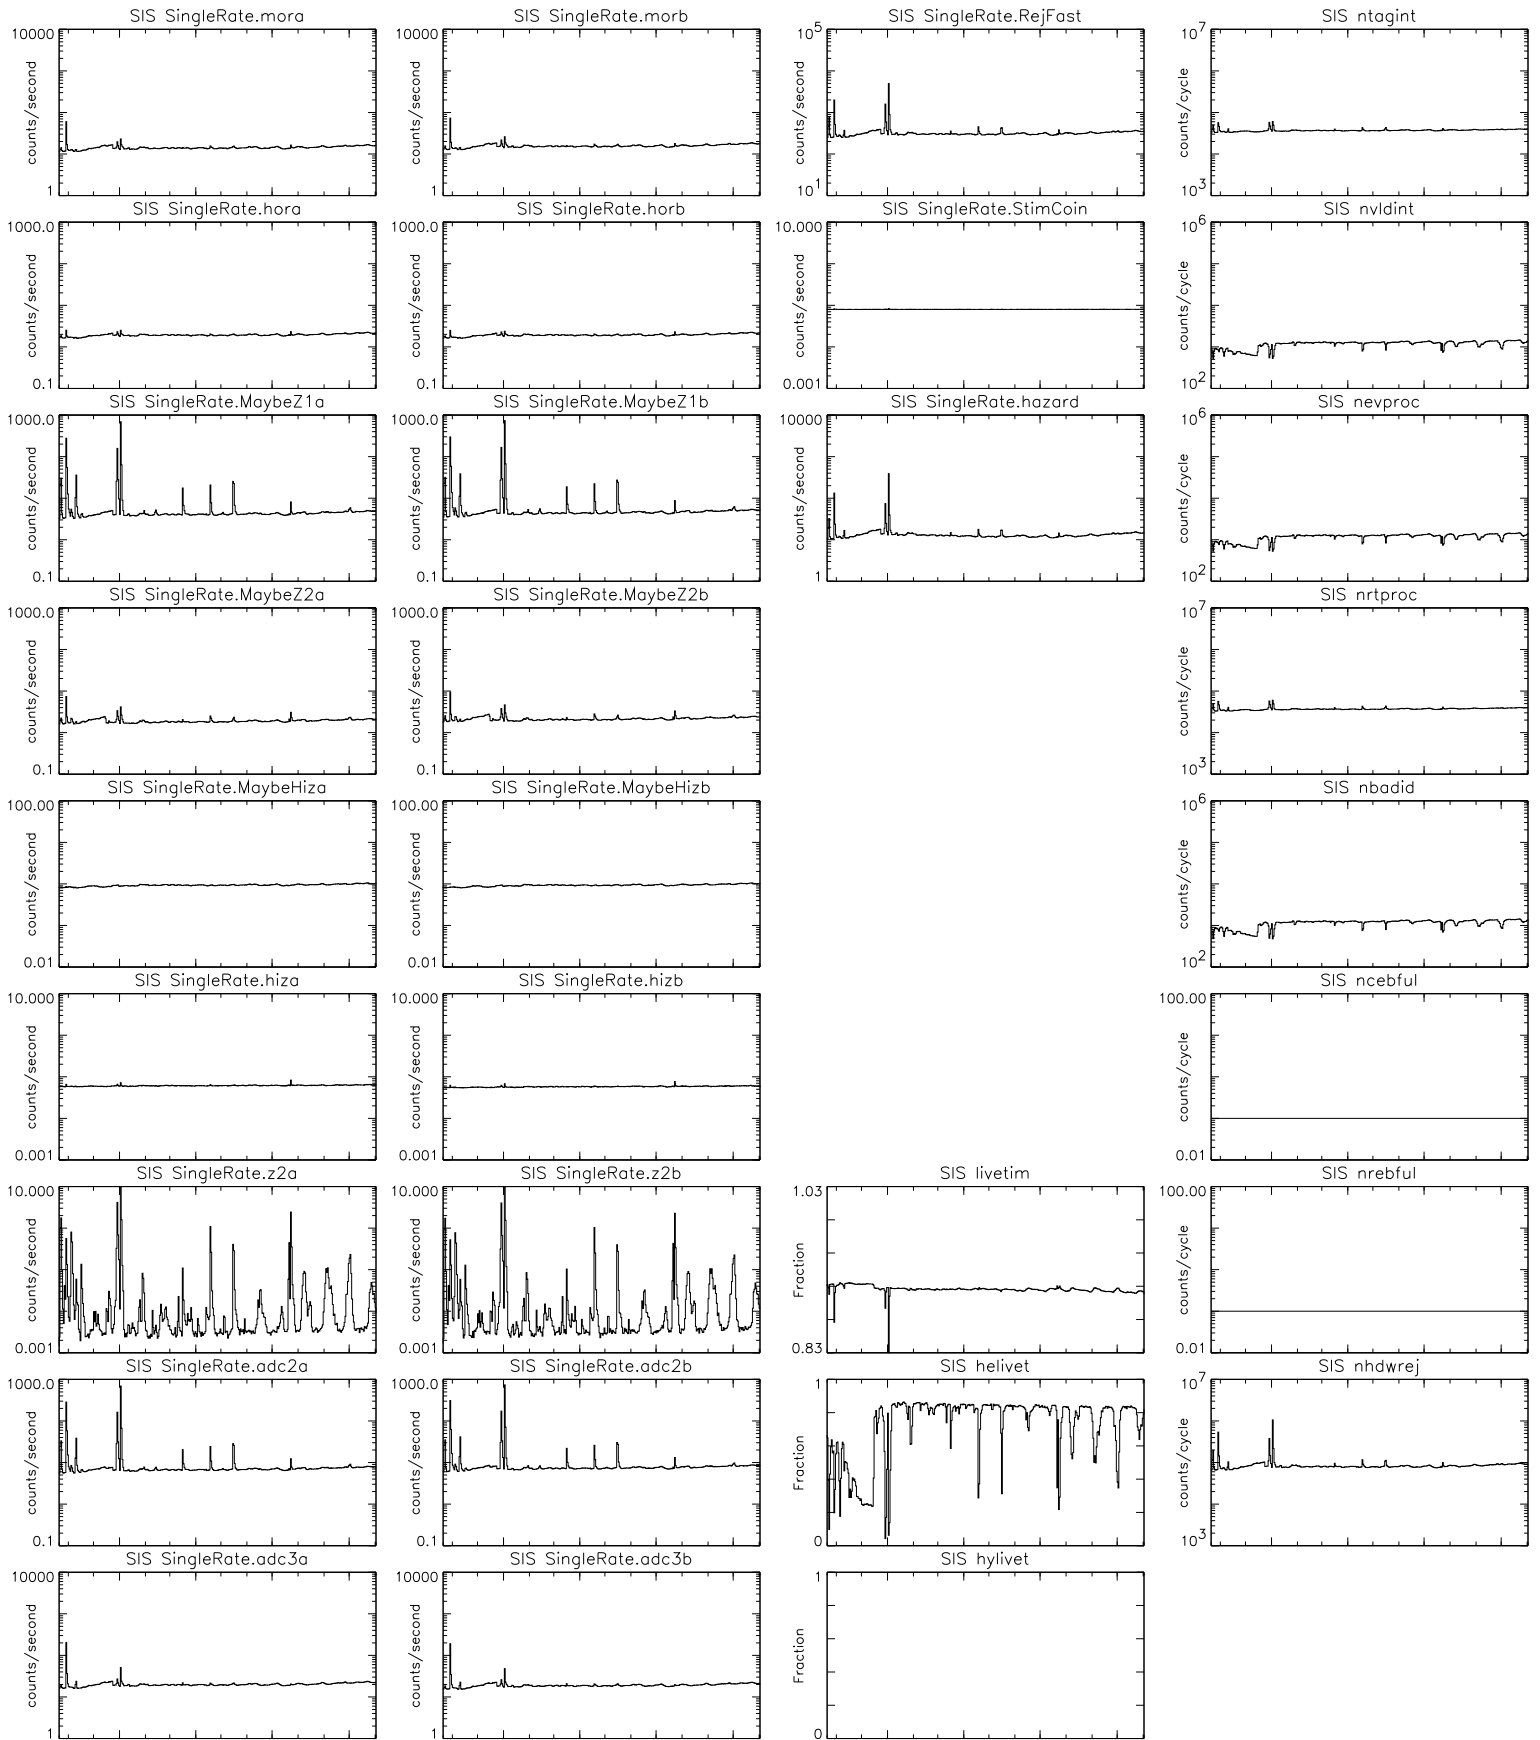 SIS SingleRate.mora
10000
counts/second
1
SIS SingleRate.morb
10000
counts/second
1
SIS SingleRate.RejFast
10^5
counts/second
10^1
SIS ntagint
10^7
counts/cycle
10^3
SIS SingleRate.hora
1000.0
counts/second
0.1
SIS SingleRate.horb
1000.0
counts/second
0.1
SIS SingleRate.StimCoin
10.000
counts/second
0.001
SIS nvldint
10^6
counts/cycle
10^2
SIS SingleRate.MaybeZ1a
1000.0
counts/second
0.1
SIS SingleRate.MaybeZ1b
1000.0
counts/second
0.1
SIS SingleRate.hazard
10000
counts/second
1
SIS nevproc
10^6
counts/cycle
10^2
SIS SingleRate.MaybeZ2a
1000.0
counts/second
0.1
SIS SingleRate.MaybeZ2b
1000.0
counts/second
0.1
SIS nrtproc
10^7
counts/cycle
10^3
SIS SingleRate.MaybeHiza
100.00
counts/second
0.01
SIS SingleRate.MaybeHizb
100.00
counts/second
0.01
SIS nbadid
10^6
counts/cycle
10^2
SIS SingleRate.hiza
10.000
counts/second
0.001
SIS SingleRate.hizb
10.000
counts/second
0.001
SIS ncebful
100.00
counts/cycle
0.01
SIS SingleRate.z2a
10.000
counts/second
0.001
SIS SingleRate.z2b
10.000
counts/second
0.001
SIS livetim
1.03
Fraction
0.83
SIS nrebful
100.00
counts/cycle
0.01
SIS SingleRate.adc2a
1000.0
counts/second
0.1
SIS SingleRate.adc2b
1000.0
counts/second
0.1
SIS helivet
1
Fraction
0
SIS nhdwrej
10^7
counts/cycle
10^3
SIS SingleRate.adc3a
10000
counts/second
1
SIS SingleRate.adc3b
10000
counts/second
1
SIS hylivet
1
Fraction
0